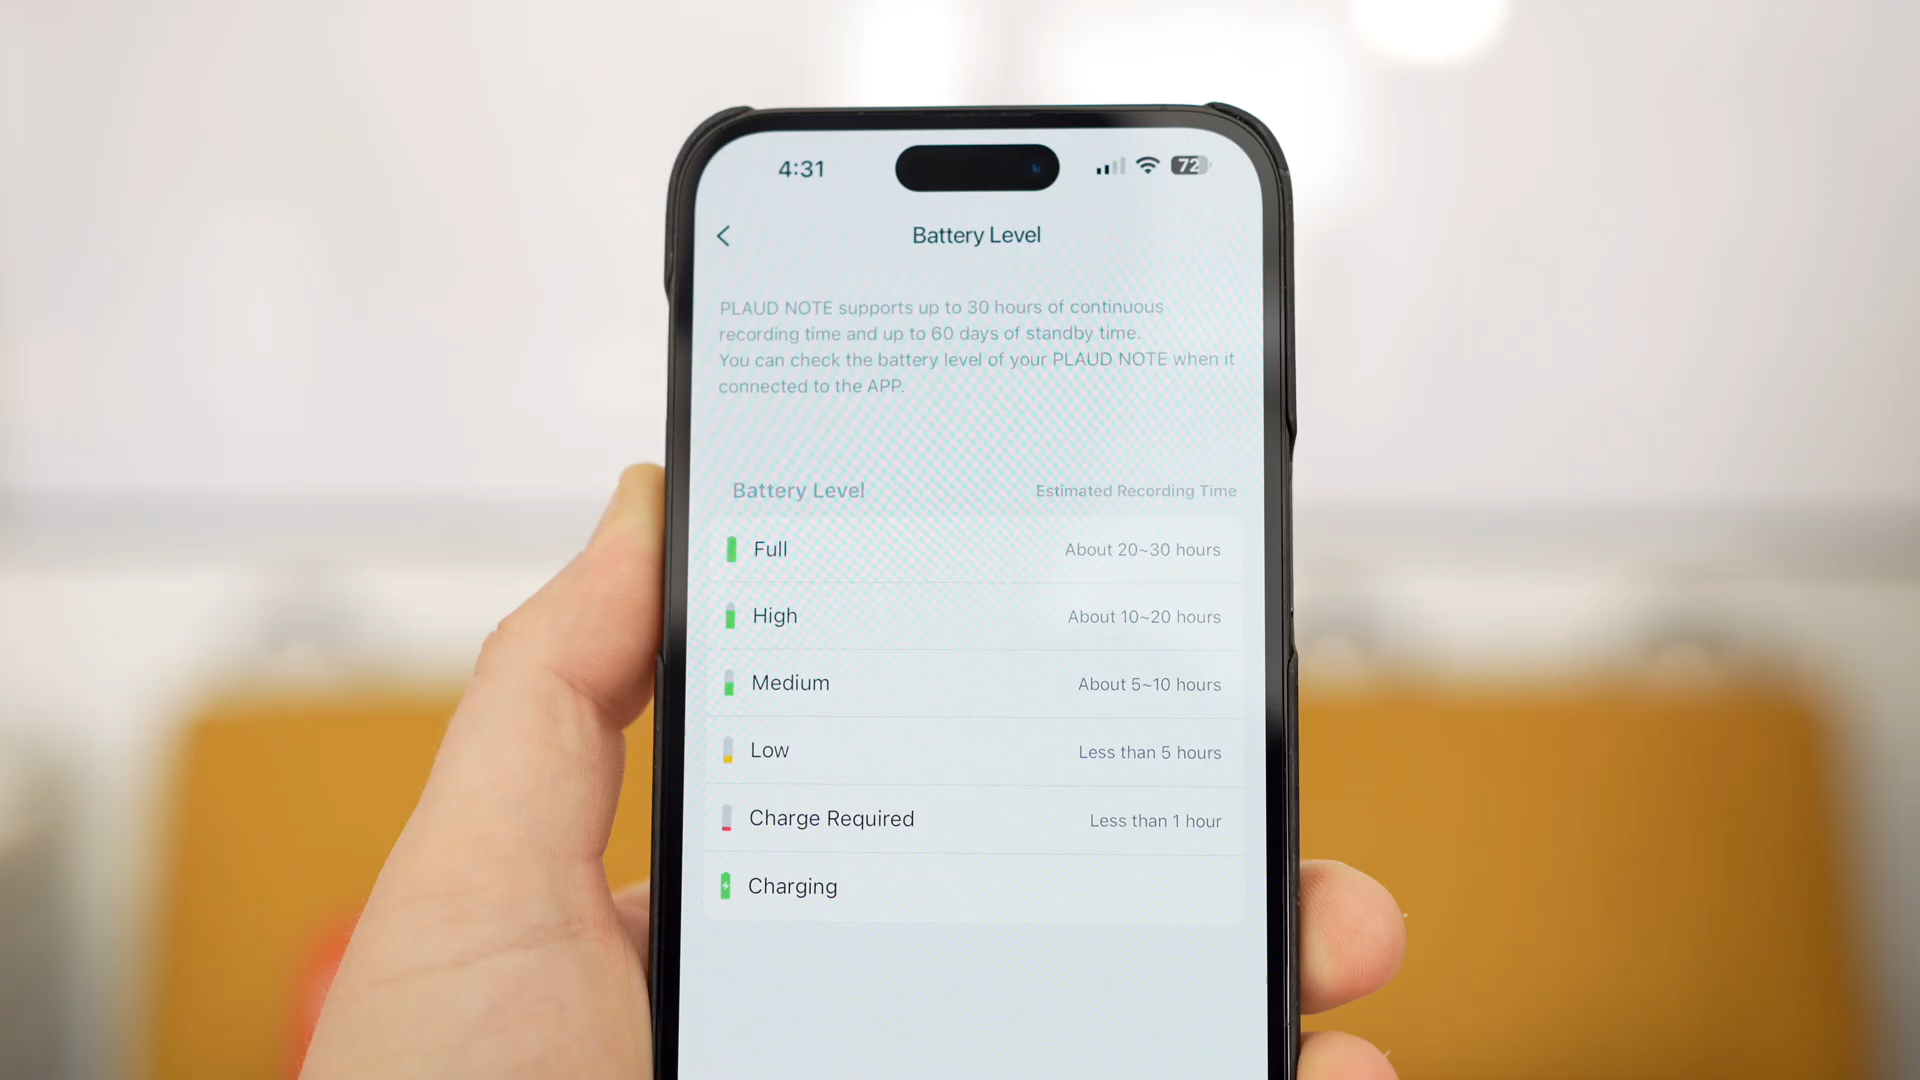 4:31
72
Battery Level
PLAUD NOTE supports up to 30 hours of continuous
recording time and up to 60 days of standby time.
You can check the battery level of your PLAUD NOTE when it
connected to the APP.
Battery Level Estimated Recording Time
Full About 20~30 hours
High About 10~20 hours
Medium About 5~10 hours
Low Less than 5 hours
Charge Required Less than 1 hour
Charging